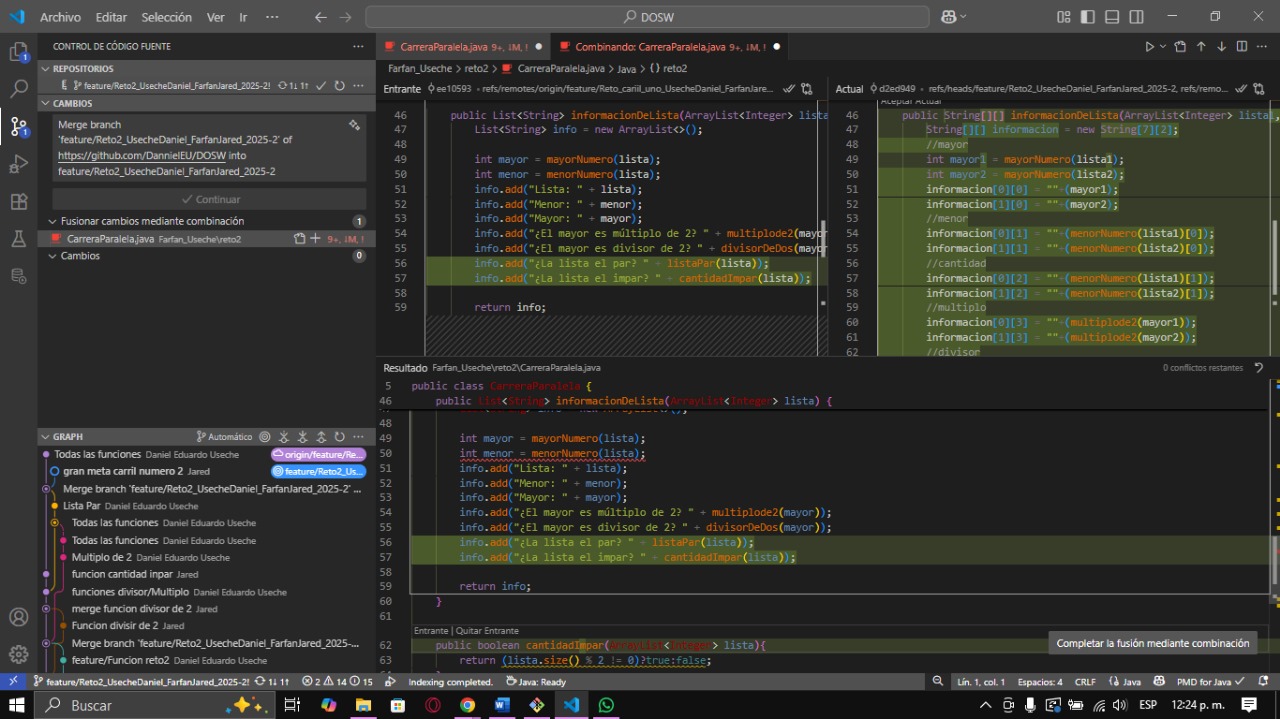 Archivo Editar Selección Ver Ir ··· DOSW
CONTROL DE CÓDIGO FUENTE
REPOSITORIOS
feature/Reto2_UsecheDaniel_FarfanJared_2025-2! 1↓ 1↑
CAMBIOS
Merge branch
'feature/Reto2_UsecheDaniel_FarfanJared_2025-2' of
https://github.com/DannielEU/DOSW into
feature/Reto2_UsecheDaniel_FarfanJared_2025-2
Continuar
Fusionar cambios mediante combinación 1
CarreraParalela.java Farfan_Useche\reto2 9+, ↓M, !
Cambios 0
GRAPH Automático
Todas las funciones Daniel Eduardo Useche origin/feature/Re...
gran meta carril numero 2 Jared feature/Reto2_Us...
Merge branch 'feature/Reto2_UsecheDaniel_FarfanJared_2025-2' ...
Lista Par Daniel Eduardo Useche
Todas las funciones Daniel Eduardo Useche
Todas las funciones Daniel Eduardo Useche
Multiplo de 2 Daniel Eduardo Useche
funcion cantidad inpar Jared
funciones divisor/Multiplo Daniel Eduardo Useche
merge funcion divisor de 2 Jared
Funcion divisir de 2 Jared
Merge branch 'feature/Reto2_UsecheDaniel_FarfanJared_2025-...
feature/Funcion reto2 Daniel Eduardo Useche
CarreraParalela.java 9+, ↓M, ! Combinando: CarreraParalela.java 9+, ↓M, !
Farfan_Useche > reto2 > CarreraParalela.java > Java > {} reto2
Entrante ee10593 · refs/remotes/origin/feature/Reto_cariil_uno_UsecheDaniel_FarfanJare...
46 public List<String> informacionDeLista(ArrayList<Integer> lista
47 List<String> info = new ArrayList<>();
48
49 int mayor = mayorNumero(lista);
50 int menor = menorNumero(lista);
51 info.add("Lista: " + lista);
52 info.add("Menor: " + menor);
53 info.add("Mayor: " + mayor);
54 info.add("¿El mayor es múltiplo de 2? " + multiplode2(mayor
55 info.add("¿El mayor es divisor de 2? " + divisorDeDos(mayor
56 info.add("¿La lista el par? " + listaPar(lista));
57 info.add("¿La lista el impar? " + cantidadImpar(lista));
58
59 return info;
Actual d2ed949 · refs/heads/feature/Reto2_UsecheDaniel_FarfanJared_2025-2, refs/remo...
Aceptar Actual
46 public String[][] informacionDeLista(ArrayList<Integer> lista1,
47 String[][] informacion = new String[7][2];
48 //mayor
49 int mayor1 = mayorNumero(lista1);
50 int mayor2 = mayorNumero(lista2);
51 informacion[0][0] = ""+(mayor1);
52 informacion[1][0] = ""+(mayor2);
53 //menor
54 informacion[0][1] = ""+(menorNumero(lista1)[0]);
55 informacion[1][1] = ""+(menorNumero(lista2)[0]);
56 //cantidad
57 informacion[0][2] = ""+(menorNumero(lista1)[1]);
58 informacion[1][2] = ""+(menorNumero(lista2)[1]);
59 //multiplo
60 informacion[0][3] = ""+(multiplode2(mayor1));
61 informacion[1][3] = ""+(multiplode2(mayor2));
62 //divisor
Resultado Farfan_Useche\reto2\CarreraParalela.java 0 conflictos restantes
5 public class CarreraParalela {
46 public List<String> informacionDeLista(ArrayList<Integer> lista) {
48
49 int mayor = mayorNumero(lista);
50 int menor = menorNumero(lista);
51 info.add("Lista: " + lista);
52 info.add("Menor: " + menor);
53 info.add("Mayor: " + mayor);
54 info.add("¿El mayor es múltiplo de 2? " + multiplode2(mayor));
55 info.add("¿El mayor es divisor de 2? " + divisorDeDos(mayor));
56 info.add("¿La lista el par? " + listaPar(lista));
57 info.add("¿La lista el impar? " + cantidadImpar(lista));
58
59 return info;
60 }
61
Entrante | Quitar Entrante
62 public boolean cantidadImpar(ArrayList<Integer> lista){
63 return (lista.size() % 2 != 0)?true:false;
Completar la fusión mediante combinación
feature/Reto2_UsecheDaniel_FarfanJared_2025-2! 1↓ 1↑ 2 14 15 Indexing completed. Java: Ready Lín. 1, col. 1 Espacios: 4 CRLF {} Java PMD for Java
Buscar ESP 12:24 p. m.